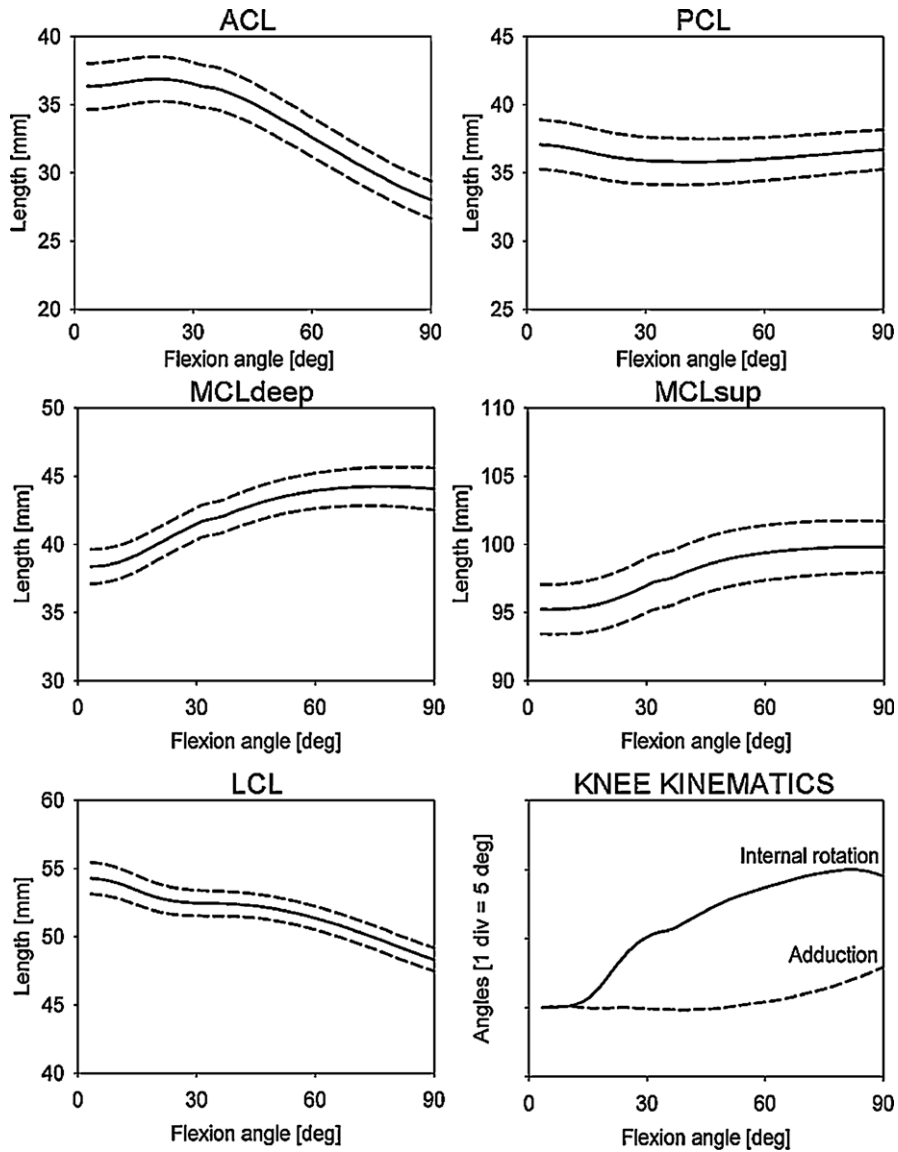 ACL
40
35
30
25
20
Length [mm]
0 30 60 90
Flexion angle [deg]
PCL
45
40
35
30
25
Length [mm]
0 30 60 90
Flexion angle [deg]
MCLdeep
50
45
40
35
30
Length [mm]
0 30 60 90
Flexion angle [deg]
MCLsup
110
105
100
95
90
Length [mm]
0 30 60 90
Flexion angle [deg]
LCL
60
55
50
45
40
Length [mm]
0 30 60 90
Flexion angle [deg]
KNEE KINEMATICS
Angles [1 div = 5 deg]
Internal rotation
Adduction
0 30 60 90
Flexion angle [deg]